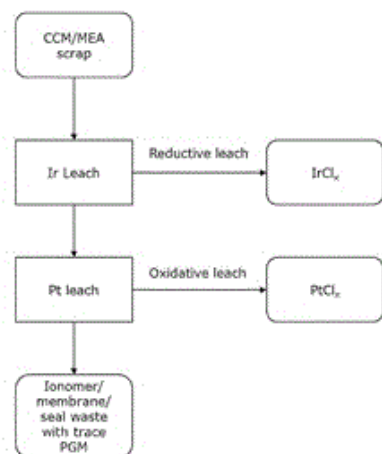 CCM/MEA
scrap
Reductive leach
Ir Leach
IrClₓ
Oxidative leach
Pt leach
PtClₓ
Ionomer/
membrane/
seal waste
with trace
PGM